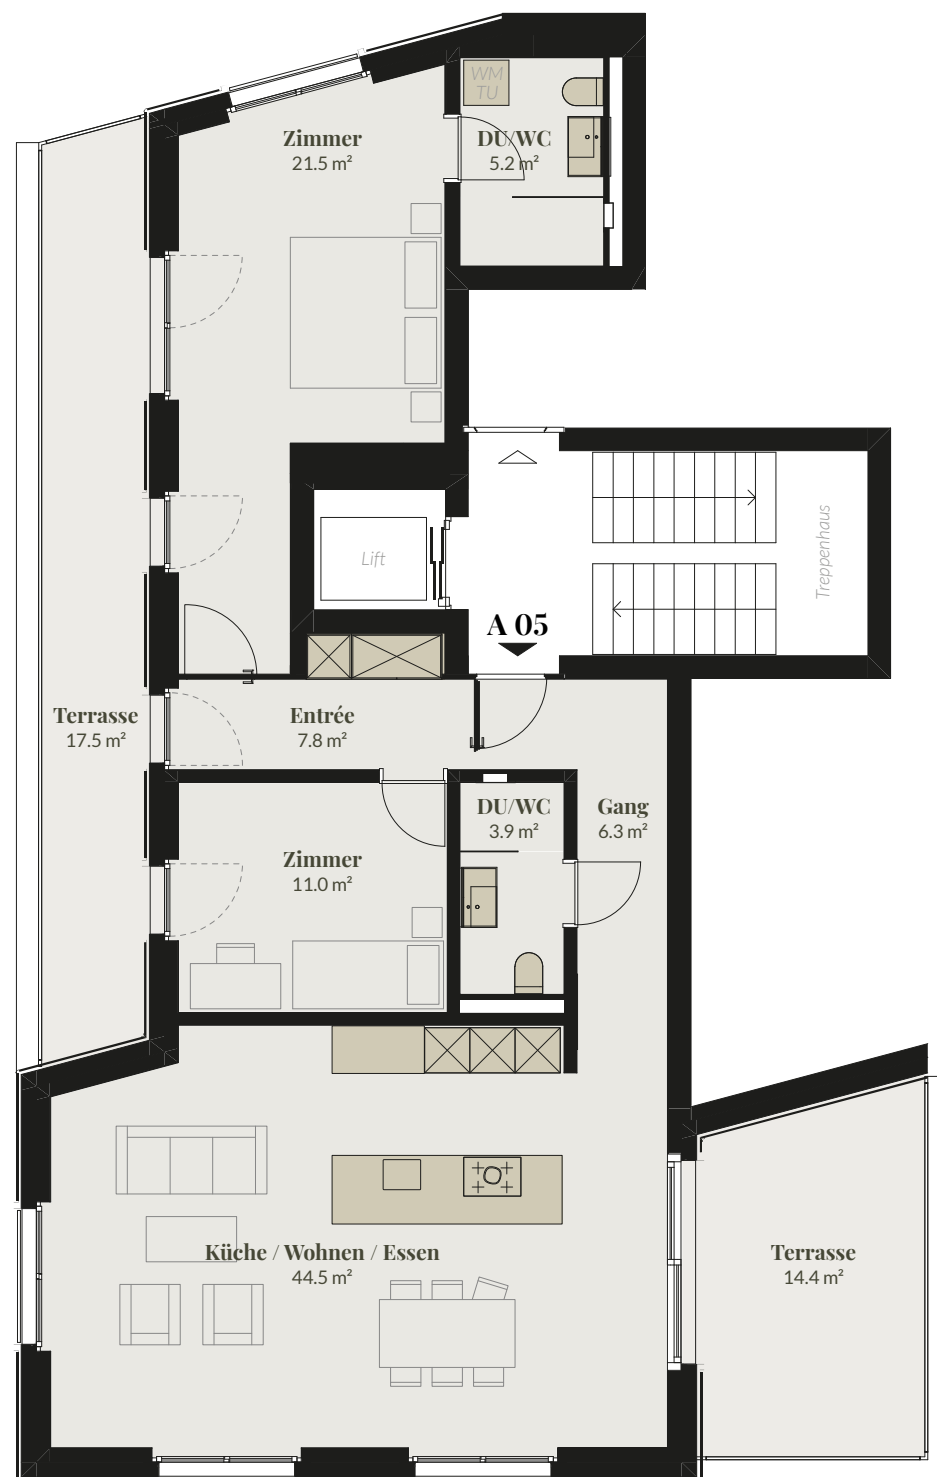 WM
TU
Zimmer
21.5 m²
DU/WC
5.2 m²
Lift
Treppenhaus
A 05
Terrasse
17.5 m²
Entrée
7.8 m²
DU/WC
3.9 m²
Gang
6.3 m²
Zimmer
11.0 m²
Küche / Wohnen / Essen
44.5 m²
Terrasse
14.4 m²